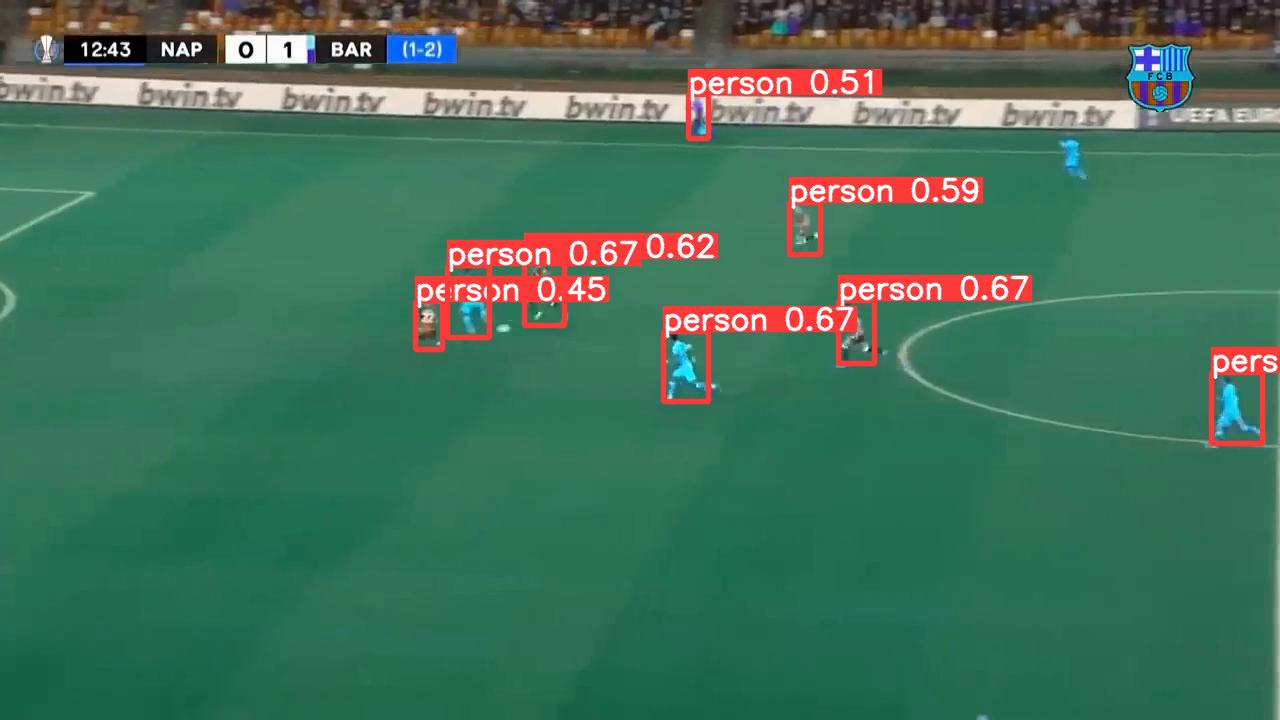 12:43 NAP 0 1 BAR (1-2)
FCB
bwin.tv bwin.tv bwin.tv bwin.tv bwin.tv bwin.tv bwin.tv bwin.tv UEFA EUR
person 0.51
person 0.59
person 0.67 0.62
person 0.45
person 0.67
person 0.67
pers
22